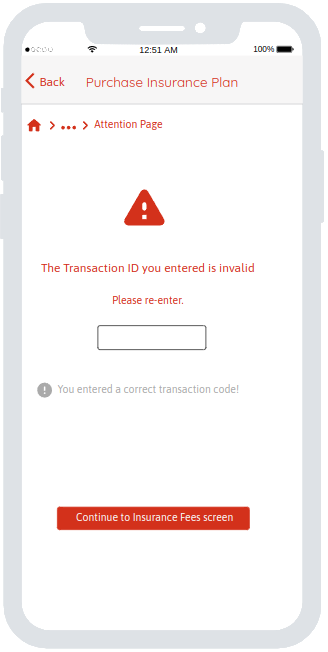 12:51 AM
100%
Back
Purchase Insurance Plan
Attention Page
The Transaction ID you entered is invalid
Please re-enter.
You entered a correct transaction code!
Continue to Insurance Fees screen